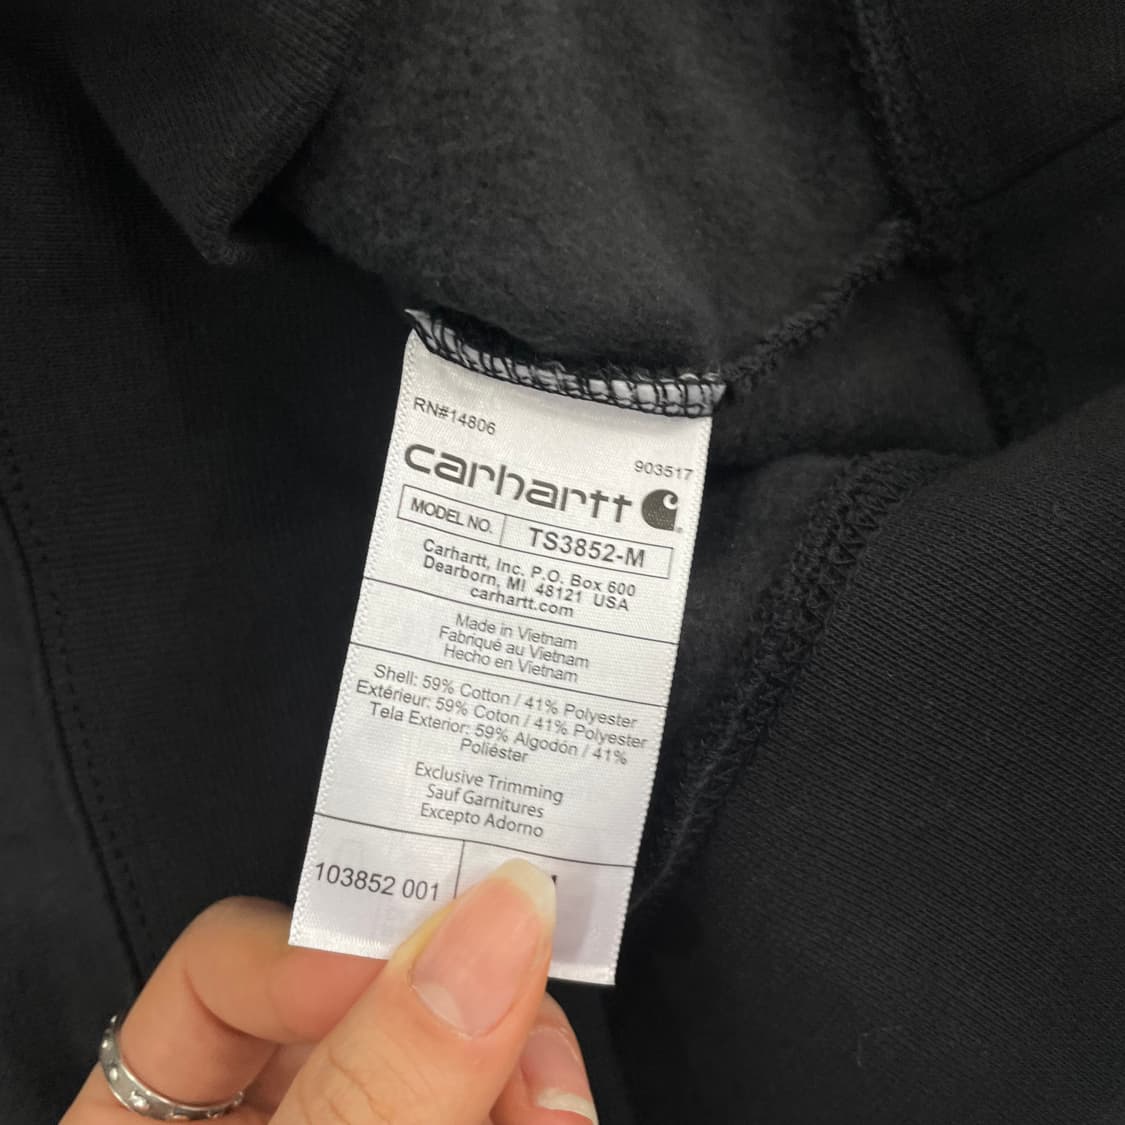 RN#14806
903517
carhartt
MODEL NO. TS3852-M
Carhartt, Inc. P.O. Box 600
Dearborn, MI 48121 USA
carhartt.com
Made in Vietnam
Fabriqué au Vietnam
Hecho en Vietnam
Shell: 59% Cotton / 41% Polyester
Extérieur: 59% Coton / 41% Polyester
Tela Exterior: 59% Algodón / 41%
Poliéster
Exclusive Trimming
Sauf Garnitures
Excepto Adorno
103852 001